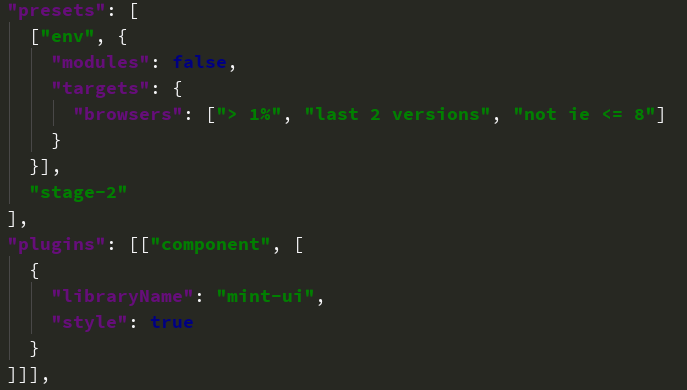 "presets": [
["env", {
"modules": false,
"targets": {
"browsers": ["> 1%", "last 2 versions", "not ie <= 8"]
}
}],
"stage-2"
],
"plugins": [["component", [
{
"libraryName": "mint-ui",
"style": true
}
]]],